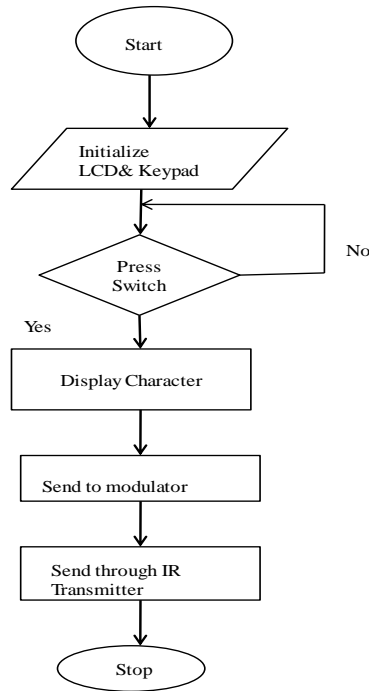 Start
Initialize
LCD& Keypad
Press
Switch
No
Yes
Display Character
Send to modulator
Send through IR
Transmitter
Stop